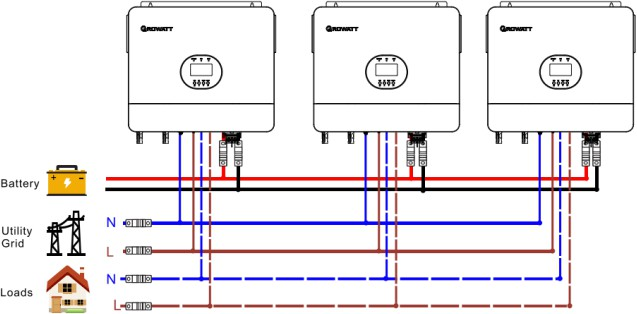 GROWATT
GROWATT
GROWATT
Battery
+ -
Utility
Grid
N
L
Loads
N
L